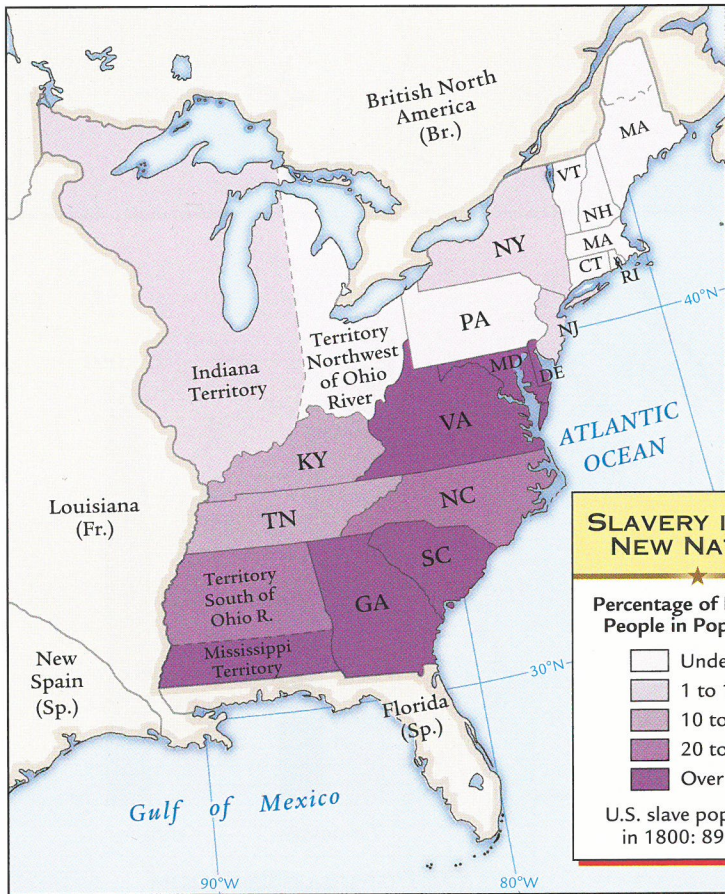 British North
America
(Br.)
MA
VT
NH
MA
CT
RI
NY
40°N
PA
NJ
Territory
Northwest
of Ohio
River
Indiana
Territory
MD
DE
VA
ATLANTIC
OCEAN
KY
Louisiana
(Fr.)
TN
NC
SC
Territory
South of
Ohio R.
GA
Mississippi
Territory
New
Spain
(Sp.)
30°N
Florida
(Sp.)
Gulf of Mexico
90°W
80°W
SLAVERY I
NEW NAT
Percentage of
People in Pop
Unde
1 to
10 to
20 to
Over
U.S. slave pop
in 1800: 89